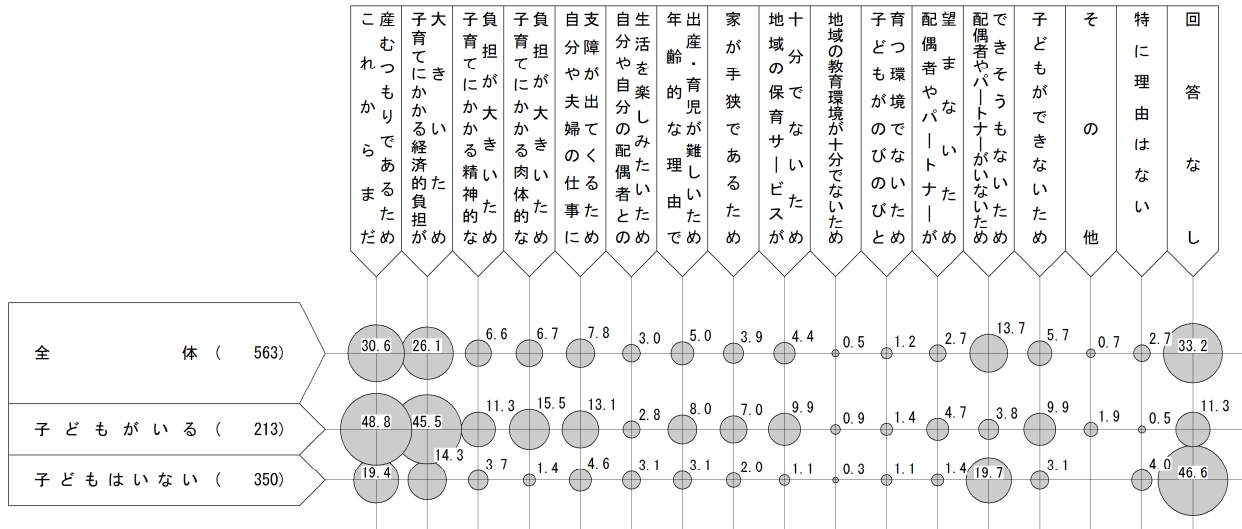 これからまだ
産むつもりであるため
子育てにかかる経済的負担が
大きいため
子育てにかかる精神的な
負担が大きいため
子育てにかかる肉体的な
負担が大きいため
自分や夫婦の仕事に
支障が出てくるため
自分や自分の配偶者との
生活を楽しみたいため
年齢的な理由で
出産・育児が難しいため
家が手狭であるため
地域の保育サービスが
十分でないため
地域の教育環境が十分でないため
子どもがのびのびと
育つ環境でないため
配偶者やパートナーが
望まないため
配偶者やパートナーがいないため
できそうもないため
子どもができないため
その他
特に理由はない
回答なし
全体(563) 30.6 26.1 6.6 6.7 7.8 3.0 5.0 3.9 4.4 0.5 1.2 2.7 13.7 5.7 0.7 2.7 33.2
子どもがいる(213) 48.8 45.5 11.3 15.5 13.1 2.8 8.0 7.0 9.9 0.9 1.4 4.7 3.8 9.9 1.9 0.5 11.3
子どもはいない(350) 19.4 14.3 3.7 1.4 4.6 3.1 3.1 2.0 1.1 0.3 1.1 1.4 19.7 3.1 4.0 46.6